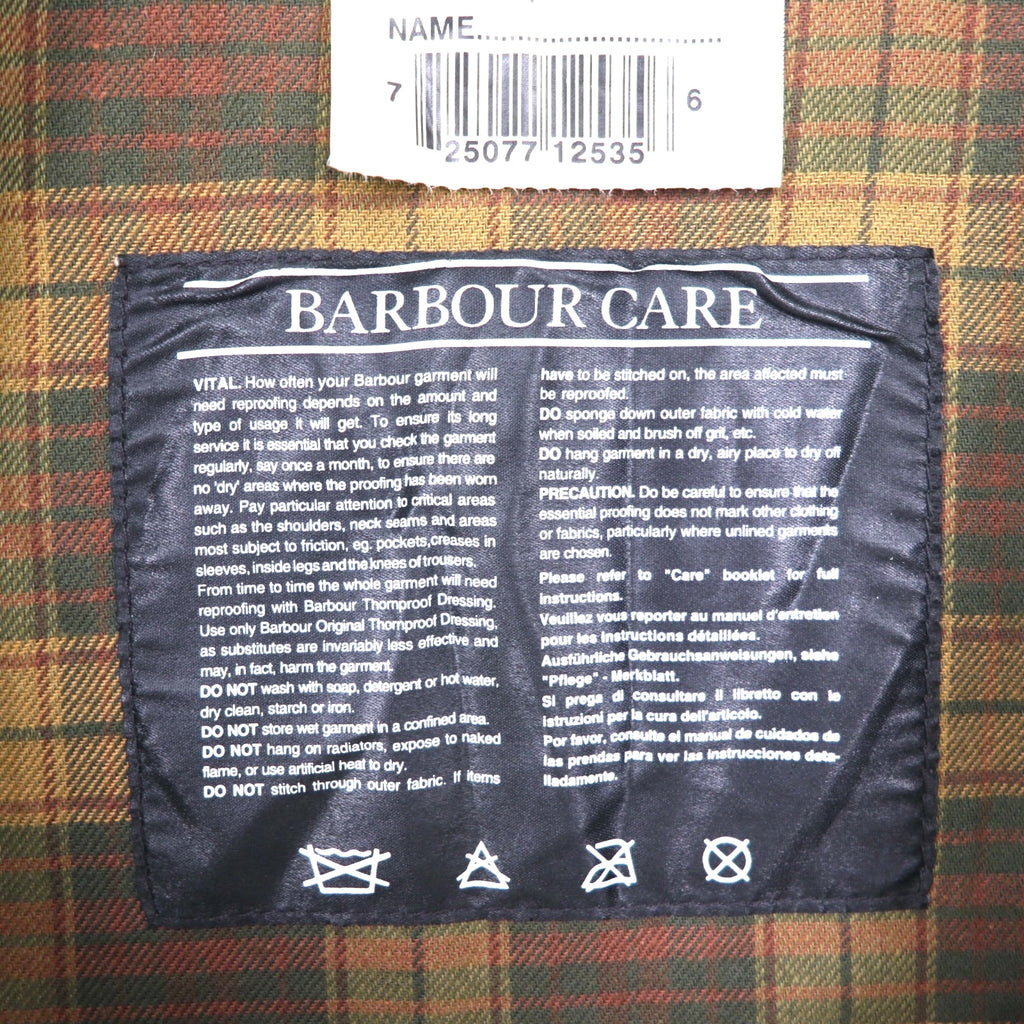 NAME........................................
7 25077 12535 6
BARBOUR CARE
VITAL. How often your Barbour garment will
need reproofing depends on the amount and
type of usage it will get. To ensure its long
service it is essential that you check the garment
regularly, say once a month, to ensure there are
no 'dry' areas where the proofing has been worn
away. Pay particular attention to critical areas
such as the shoulders, neck seams and areas
most subject to friction, eg. pockets,creases in
sleeves, inside legs and the knees of trousers.
From time to time the whole garment will need
reproofing with Barbour Thornproof Dressing.
Use only Barbour Original Thornproof Dressing,
as substitutes are invariably less effective and
may, in fact, harm the garment.
DO NOT wash with soap, detergent or hot water,
dry clean, starch or iron.
DO NOT store wet garment in a confined area.
DO NOT hang on radiators, expose to naked
flame, or use artificial heat to dry.
DO NOT stitch through outer fabric. If items
have to be stitched on, the area affected must
be reproofed.
DO sponge down outer fabric with cold water
when soiled and brush off grit, etc.
DO hang garment in a dry, airy place to dry off
naturally.
PRECAUTION. Do be careful to ensure that the
essential proofing does not mark other clothing
or fabrics, particularly where unlined garments
are chosen.
Please refer to "Care" booklet for full
instructions.
Veuillez vous reporter au manuel d'entretien
pour les instructions détaillées.
Ausführliche Gebrauchsanweisungen, siehe
"Pflege" - Merkblatt.
Si prega di consultare il libretto con le
istruzioni per la cura dell'articolo.
Por favor, consulte el manual de cuidados de
las prendas para ver las instrucciones deta-
lladamente.